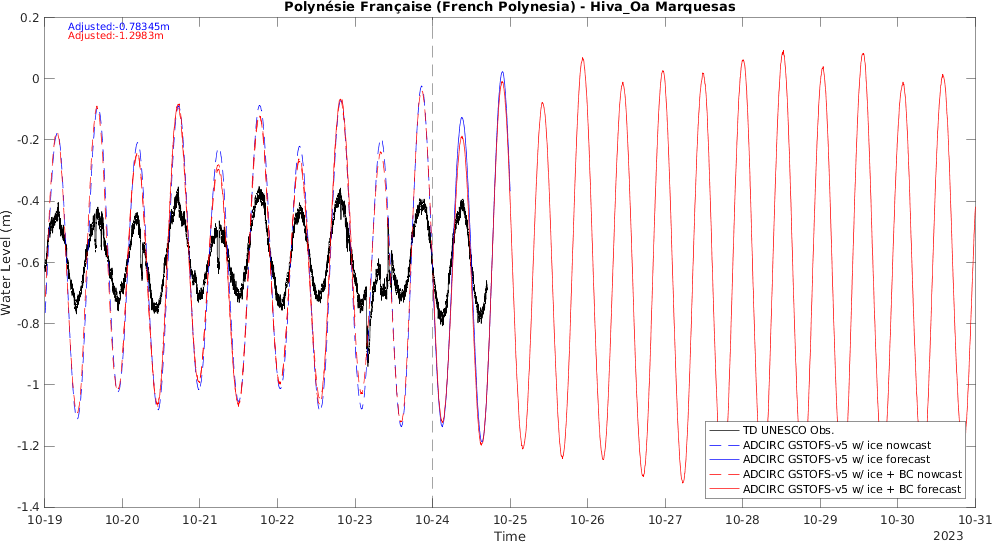 Polynésie Française (French Polynesia) - Hiva_Oa Marquesas
Adjusted:-0.78345m
Adjusted:-1.2983m
Water Level (m)
0.2
0
-0.2
-0.4
-0.6
-0.8
-1
-1.2
-1.4
10-19
10-20
10-21
10-22
10-23
10-24
10-25
10-26
10-27
10-28
10-29
10-30
10-31
Time
2023
TD UNESCO Obs.
ADCIRC GSTOFS-v5 w/ ice nowcast
ADCIRC GSTOFS-v5 w/ ice forecast
ADCIRC GSTOFS-v5 w/ ice + BC nowcast
ADCIRC GSTOFS-v5 w/ ice + BC forecast